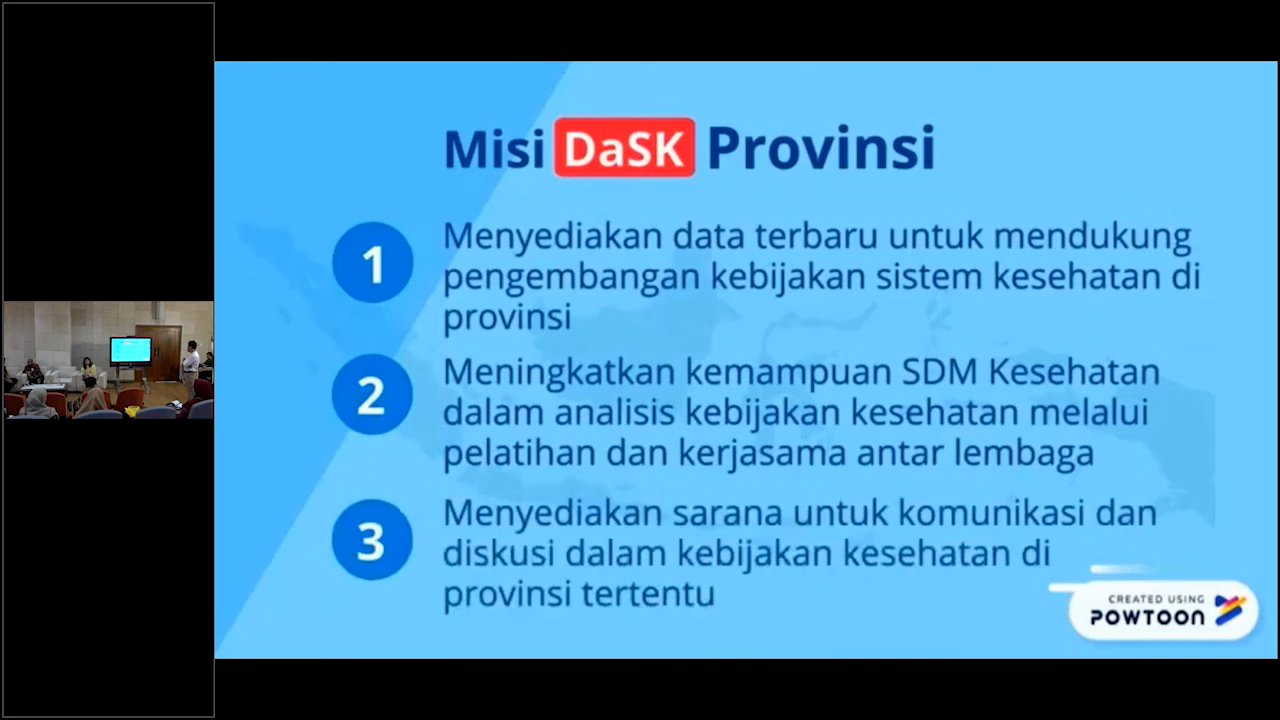 Misi DaSK Provinsi
1
Menyediakan data terbaru untuk mendukung
pengembangan kebijakan sistem kesehatan di
provinsi
2
Meningkatkan kemampuan SDM Kesehatan
dalam analisis kebijakan kesehatan melalui
pelatihan dan kerjasama antar lembaga
3
Menyediakan sarana untuk komunikasi dan
diskusi dalam kebijakan kesehatan di
provinsi tertentu
CREATED USING
POWTOON